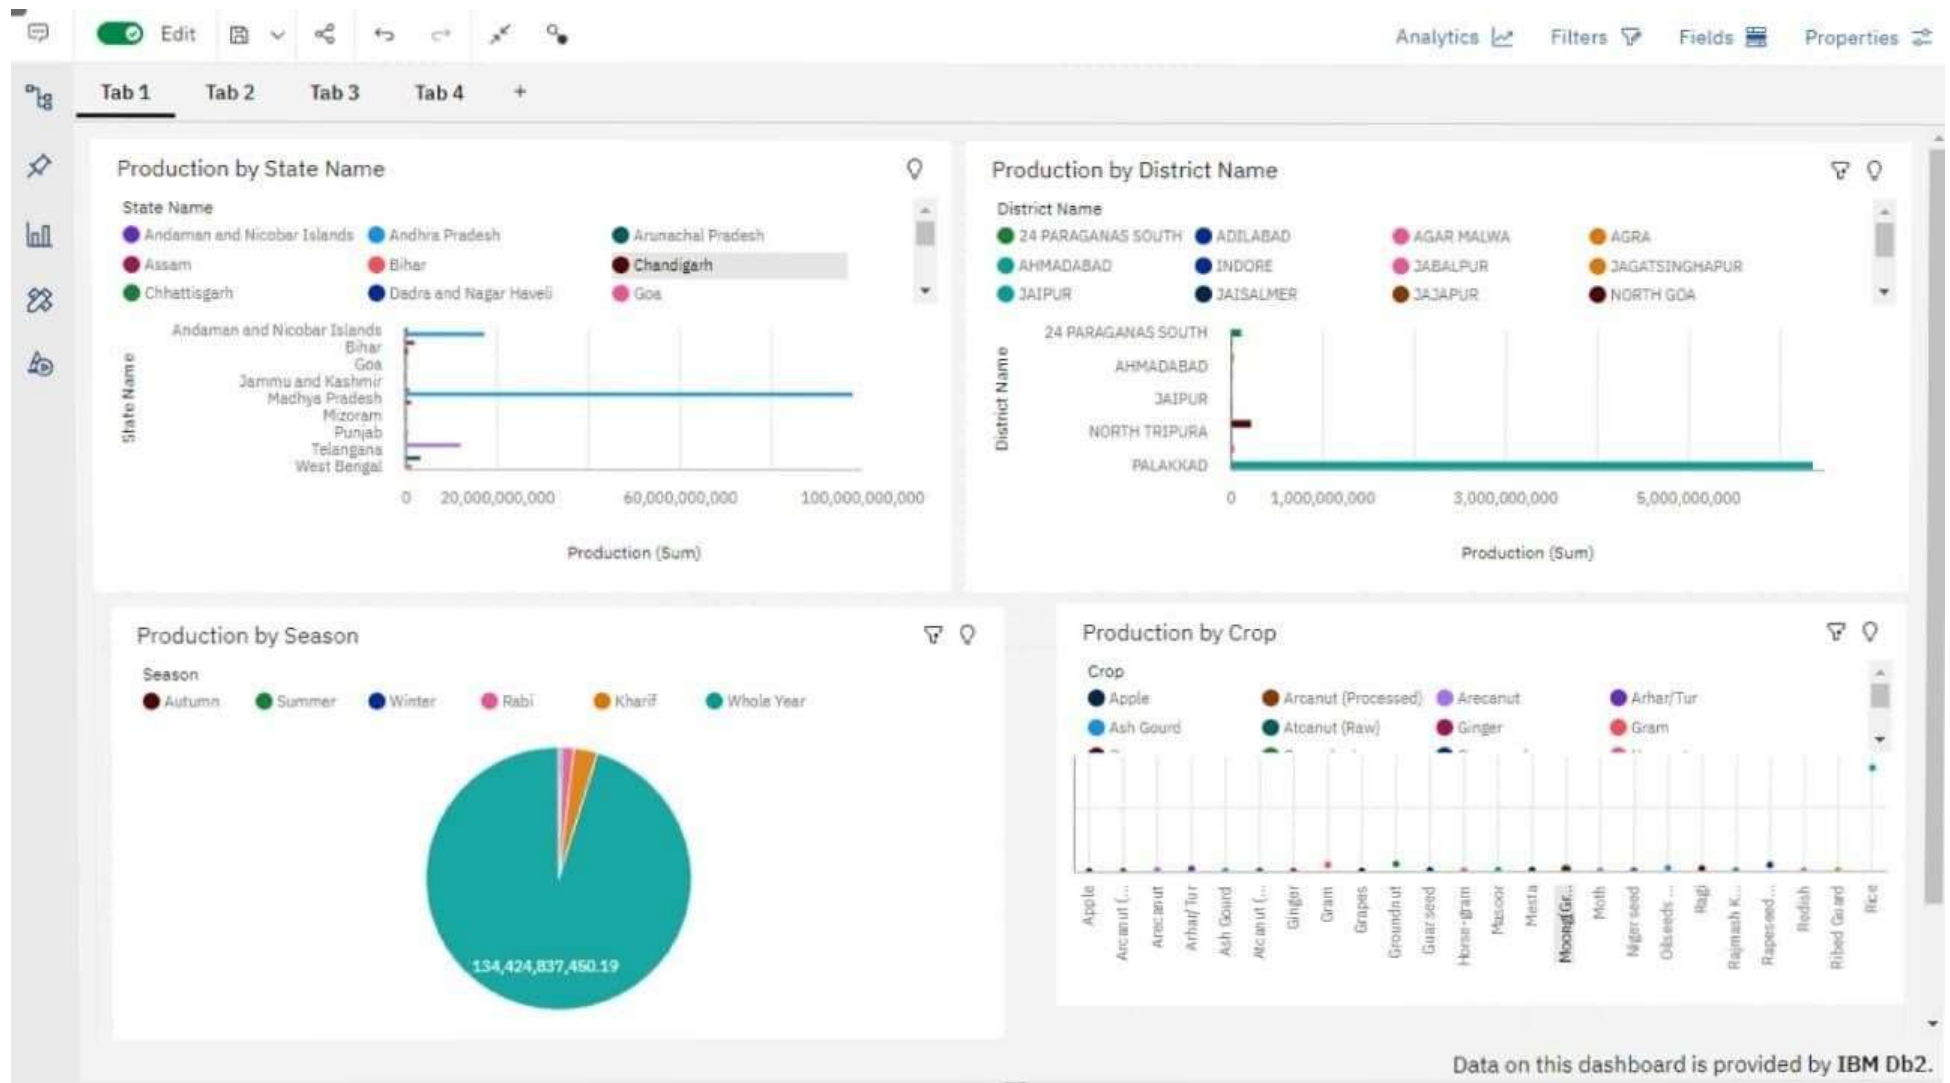 Edit
Analytics Filters Fields Properties
Tab 1 Tab 2 Tab 3 Tab 4 +
Production by State Name
State Name
Andaman and Nicobar Islands Andhra Pradesh Arunachal Pradesh
Assam Bihar Chandigarh
Chhattisgarh Dadra and Nagar Haveli Goa
State Name
Andaman and Nicobar Islands
Bihar
Goa
Jammu and Kashmir
Madhya Pradesh
Mizoram
Punjab
Telangana
West Bengal
0 20,000,000,000 60,000,000,000 100,000,000,000
Production (Sum)
Production by District Name
District Name
24 PARAGANAS SOUTH ADILABAD AGAR MALWA AGRA
AHMADABAD INDORE JABALPUR JAGATSINGHAPUR
JAIPUR JAISALMER JAJAPUR NORTH GOA
District Name
24 PARAGANAS SOUTH
AHMADABAD
JAIPUR
NORTH TRIPURA
PALAKKAD
0 1,000,000,000 3,000,000,000 5,000,000,000
Production (Sum)
Production by Season
Season
Autumn Summer Winter Rabi Kharif Whole Year
134,424,837,450.19
Production by Crop
Crop
Apple Arcanut (Processed) Arecanut Arhar/Tur
Ash Gourd Atcanut (Raw) Ginger Gram
Apple
Arcanut (...
Arecanut
Arhar/Tur
Ash Gourd
Atcanut (...
Ginger
Gram
Grapes
Groundnut
Guar seed
Horse-gram
Masoor
Mesta
Moong(Gr...
Moth
Niger seed
Oilseeds ...
Ragi
Rajmash K...
Rapeseed...
Redish
Ribed Guard
Rice
Data on this dashboard is provided by IBM Db2.